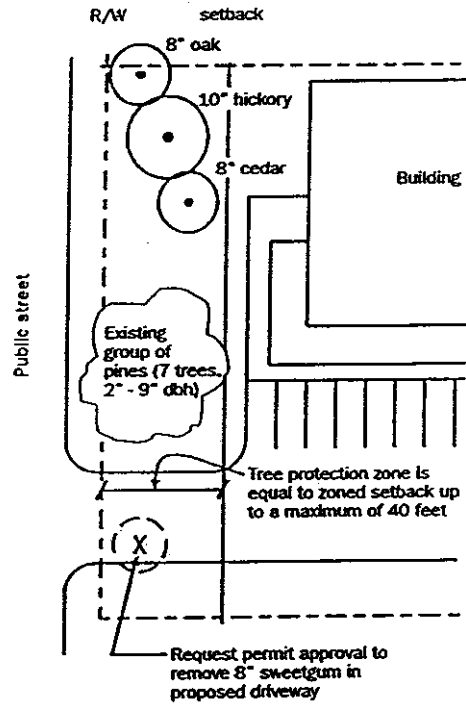 R/W setback
8" oak
10" hickory
8" cedar
Building
Public street
Existing
group of
pines (7 trees,
2" - 9" dbh)
Tree protection zone is
equal to zoned setback up
to a maximum of 40 feet
X
Request permit approval to
remove 8" sweetgum in
proposed driveway